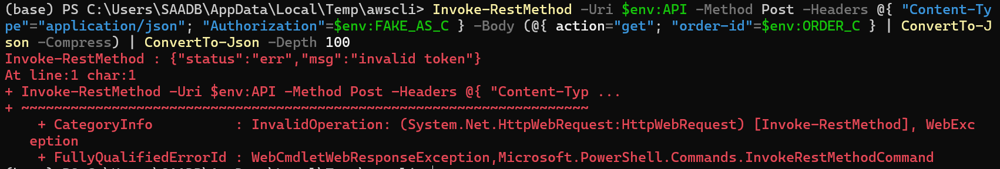 (base) PS C:\Users\SAADB\AppData\Local\Temp\awscli> Invoke-RestMethod -Uri $env:API -Method Post -Headers @{ "Content-Ty
pe"="application/json"; "Authorization"=$env:FAKE_AS_C } -Body (@{ action="get"; "order-id"=$env:ORDER_C } | ConvertTo-J
son -Compress) | ConvertTo-Json -Depth 100
Invoke-RestMethod : {"status":"err","msg":"invalid token"}
At line:1 char:1
+ Invoke-RestMethod -Uri $env:API -Method Post -Headers @{ "Content-Typ ...
+ ~~~~~~~~~~~~~~~~~~~~~~~~~~~~~~~~~~~~~~~~~~~~~~~~~~~~~~~~~~~~~~~~~~~~~
    + CategoryInfo          : InvalidOperation: (System.Net.HttpWebRequest:HttpWebRequest) [Invoke-RestMethod], WebExc
   eption
    + FullyQualifiedErrorId : WebCmdletWebResponseException,Microsoft.PowerShell.Commands.InvokeRestMethodCommand